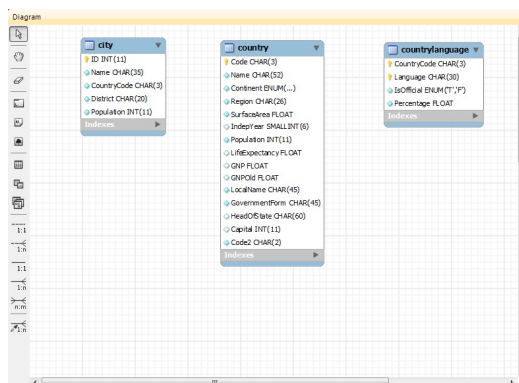 Diagram
city
ID INT(11)
Name CHAR(35)
CountryCode CHAR(3)
District CHAR(20)
Population INT(11)
Indexes
country
Code CHAR(3)
Name CHAR(52)
Continent ENUM(...)
Region CHAR(26)
SurfaceArea FLOAT
IndepYear SMALLINT(6)
Population INT(11)
LifeExpectancy FLOAT
GNP FLOAT
GNPOld FLOAT
LocalName CHAR(45)
GovernmentForm CHAR(45)
HeadOfState CHAR(60)
Capital INT(11)
Code2 CHAR(2)
Indexes
countrylanguage
CountryCode CHAR(3)
Language CHAR(30)
IsOfficial ENUM('T','F')
Percentage FLOAT
Indexes
1:1
1:n
1:1
1:n
n:m
1:n